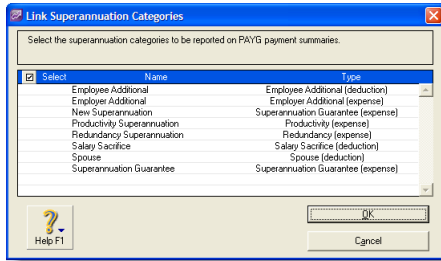 Link Superannuation Categories
Select the superannuation categories to be reported on PAYG payment summaries.
Select Name Type
Employee Additional Employee Additional (deduction)
Employer Additional Employer Additional (expense)
New Superannuation Superannuation Guarantee (expense)
Productivity Superannuation Productivity (expense)
Redundancy Superannuation Redundancy (expense)
Salary Sacrifice Salary Sacrifice (deduction)
Spouse Spouse (deduction)
Superannuation Guarantee Superannuation Guarantee (expense)
OK
Help F1
Cancel